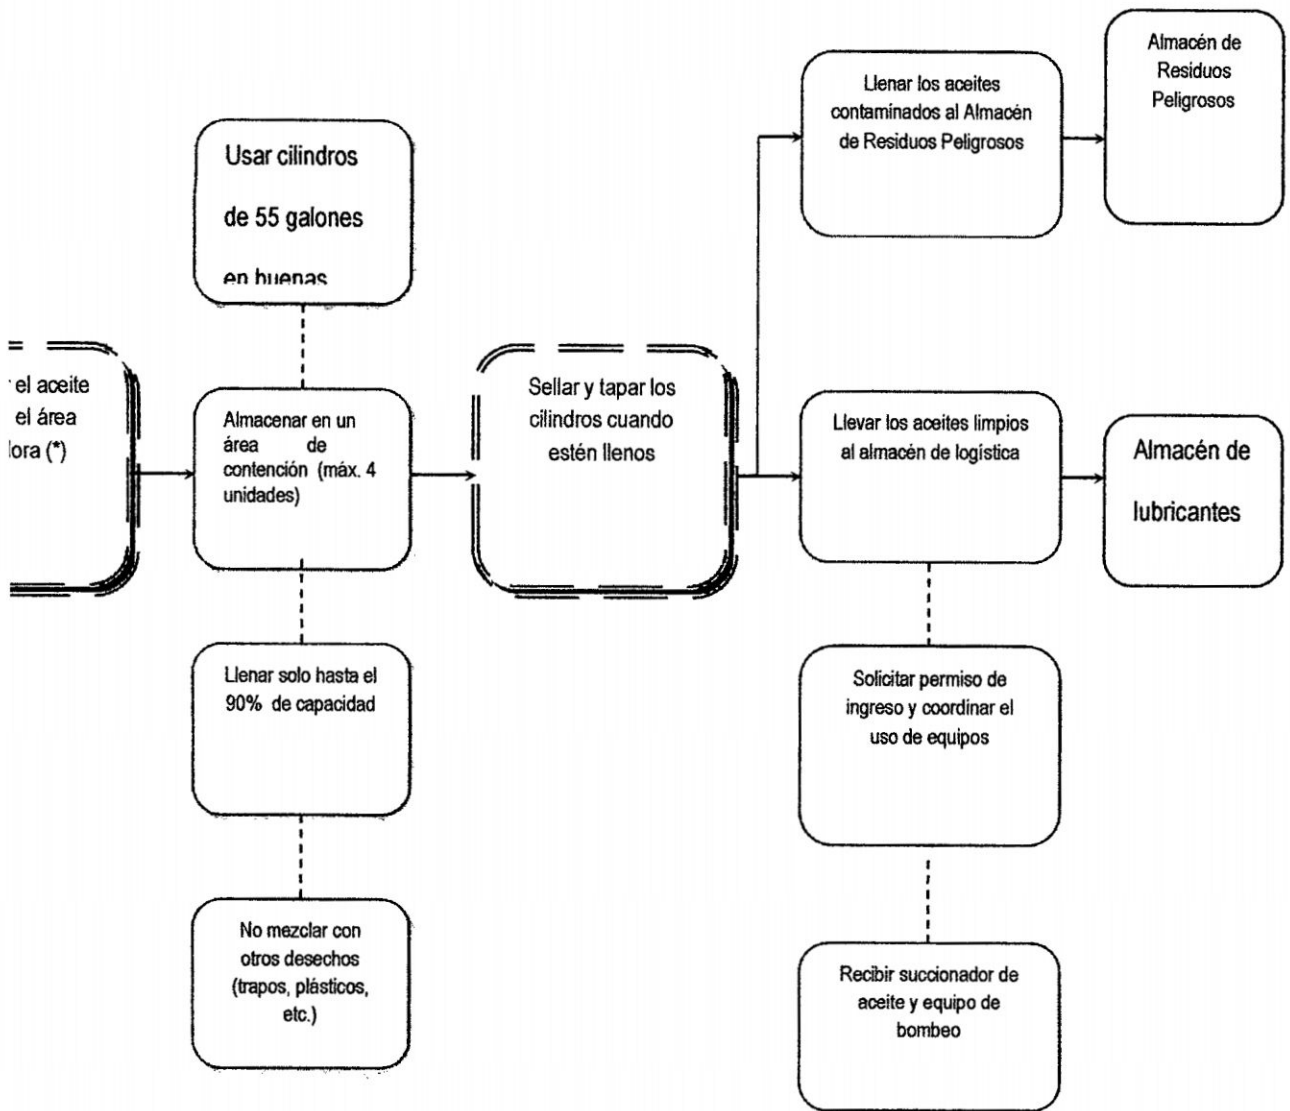 Almacén de
Residuos
Peligrosos
Llenar los aceites
contaminados al Almacén
de Residuos Peligrosos
Usar cilindros
de 55 galones
en buenas
el aceite
el área
(*)
Almacenar en un
área de
contención (máx. 4
unidades)
Sellar y tapar los
cilindros cuando
estén llenos
Llevar los aceites limpios
al almacén de logística
Almacén de
lubricantes
Llenar solo hasta el
90% de capacidad
Solicitar permiso de
ingreso y coordinar el
uso de equipos
No mezclar con
otros desechos
(trapos, plásticos,
etc.)
Recibir succionador de
aceite y equipo de
bombeo